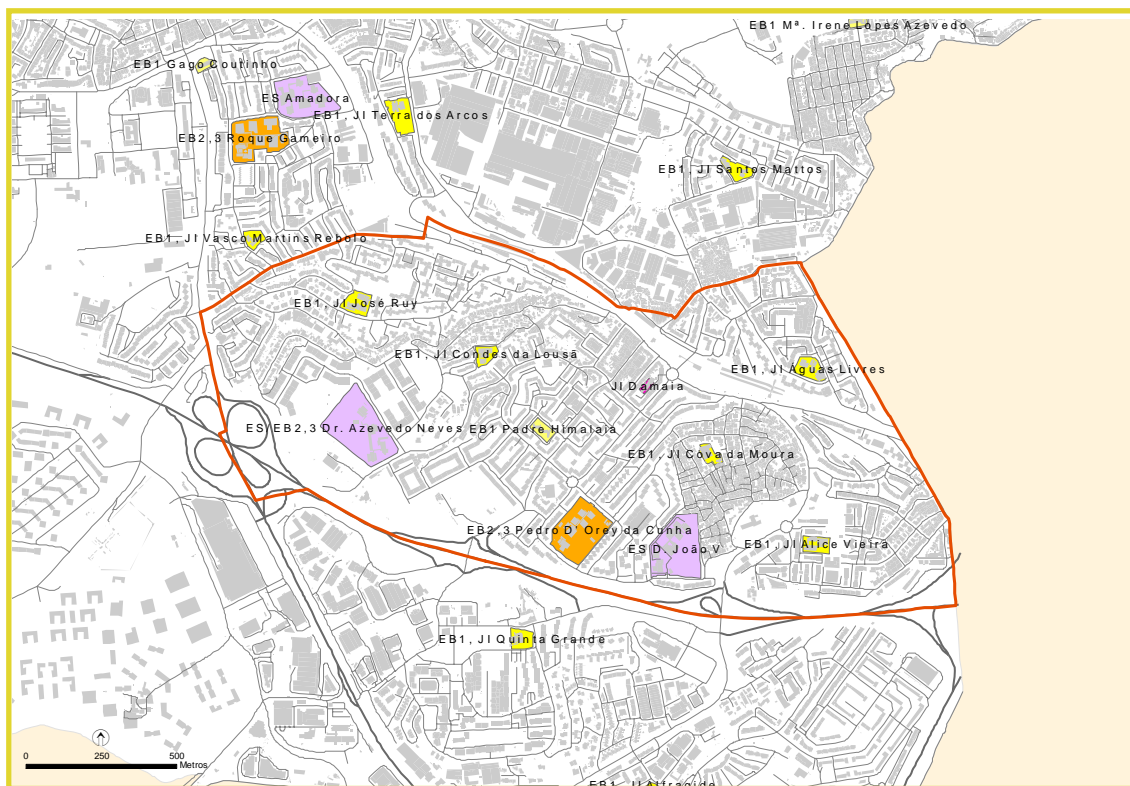 EB1 Mª. Irene Lopes Azevedo
EB1 Gago Coutinho
ES Amadora
EB1, JI Terra dos Arcos
EB2,3 Roque Gameiro
EB1, JI Santos Mattos
EB1, JI Vasco Martins Rebolo
EB1, JI José Ruy
EB1, JI Condes da Lousã
EB1, JI Águas Livres
JI Damaia
ES/EB2,3 Dr. Azevedo Neves
EB1 Padre Himalaia
EB1, JI Cova da Moura
EB2,3 Pedro D' Orey da Cunha
ES D. João V
EB1, JI Alice Vieira
EB1, JI Quinta Grande
0 250 500
Metros
EB1, JI Alfragide